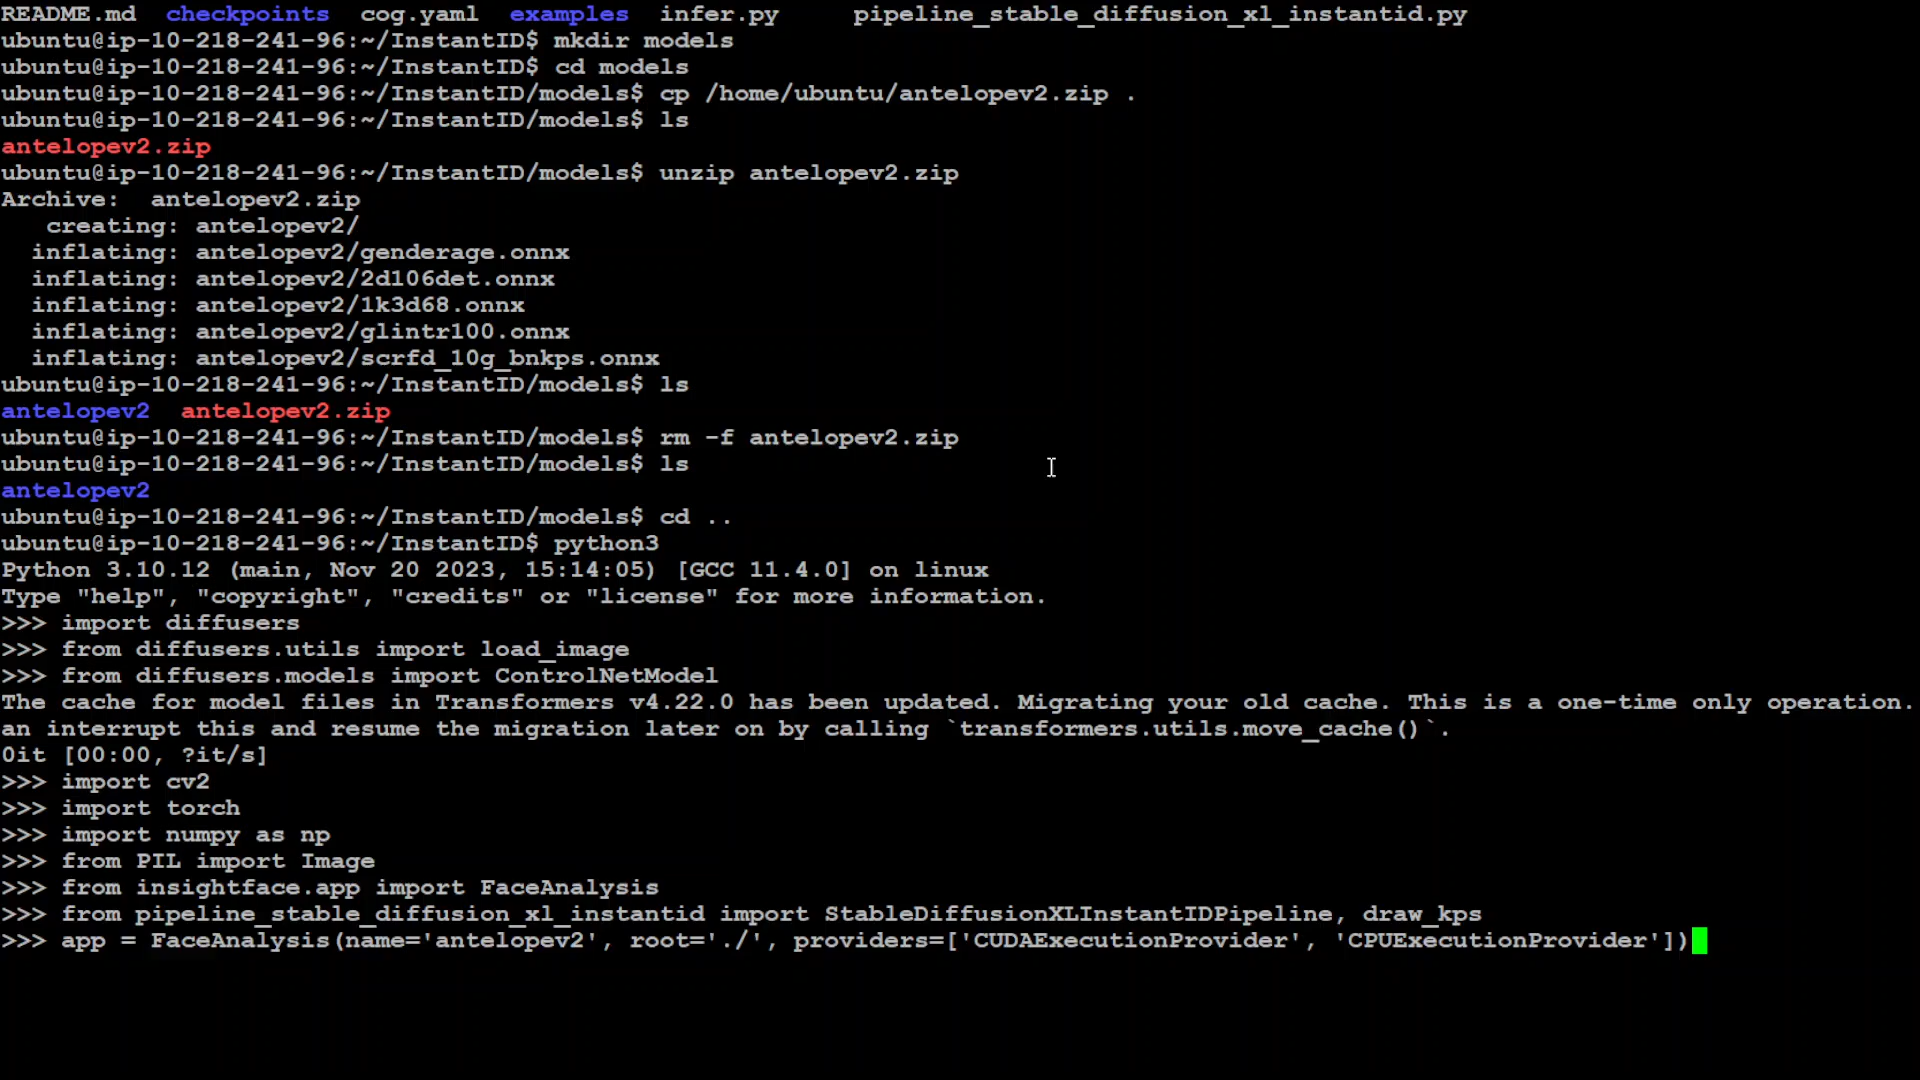 README.md  checkpoints  cog.yaml  examples  infer.py     pipeline_stable_diffusion_xl_instantid.py
ubuntu@ip-10-218-241-96:~/InstantID$ mkdir models
ubuntu@ip-10-218-241-96:~/InstantID$ cd models
ubuntu@ip-10-218-241-96:~/InstantID/models$ cp /home/ubuntu/antelopev2.zip .
ubuntu@ip-10-218-241-96:~/InstantID/models$ ls
antelopev2.zip
ubuntu@ip-10-218-241-96:~/InstantID/models$ unzip antelopev2.zip
Archive:  antelopev2.zip
   creating: antelopev2/
  inflating: antelopev2/genderage.onnx
  inflating: antelopev2/2d106det.onnx
  inflating: antelopev2/1k3d68.onnx
  inflating: antelopev2/glintr100.onnx
  inflating: antelopev2/scrfd_10g_bnkps.onnx
ubuntu@ip-10-218-241-96:~/InstantID/models$ ls
antelopev2  antelopev2.zip
ubuntu@ip-10-218-241-96:~/InstantID/models$ rm -f antelopev2.zip
ubuntu@ip-10-218-241-96:~/InstantID/models$ ls
antelopev2
ubuntu@ip-10-218-241-96:~/InstantID/models$ cd ..
ubuntu@ip-10-218-241-96:~/InstantID$ python3
Python 3.10.12 (main, Nov 20 2023, 15:14:05) [GCC 11.4.0] on linux
Type "help", "copyright", "credits" or "license" for more information.
>>> import diffusers
>>> from diffusers.utils import load_image
>>> from diffusers.models import ControlNetModel
The cache for model files in Transformers v4.22.0 has been updated. Migrating your old cache. This is a one-time only operation.
an interrupt this and resume the migration later on by calling `transformers.utils.move_cache()`.
0it [00:00, ?it/s]
>>> import cv2
>>> import torch
>>> import numpy as np
>>> from PIL import Image
>>> from insightface.app import FaceAnalysis
>>> from pipeline_stable_diffusion_xl_instantid import StableDiffusionXLInstantIDPipeline, draw_kps
>>> app = FaceAnalysis(name='antelopev2', root='./', providers=['CUDAExecutionProvider', 'CPUExecutionProvider'])